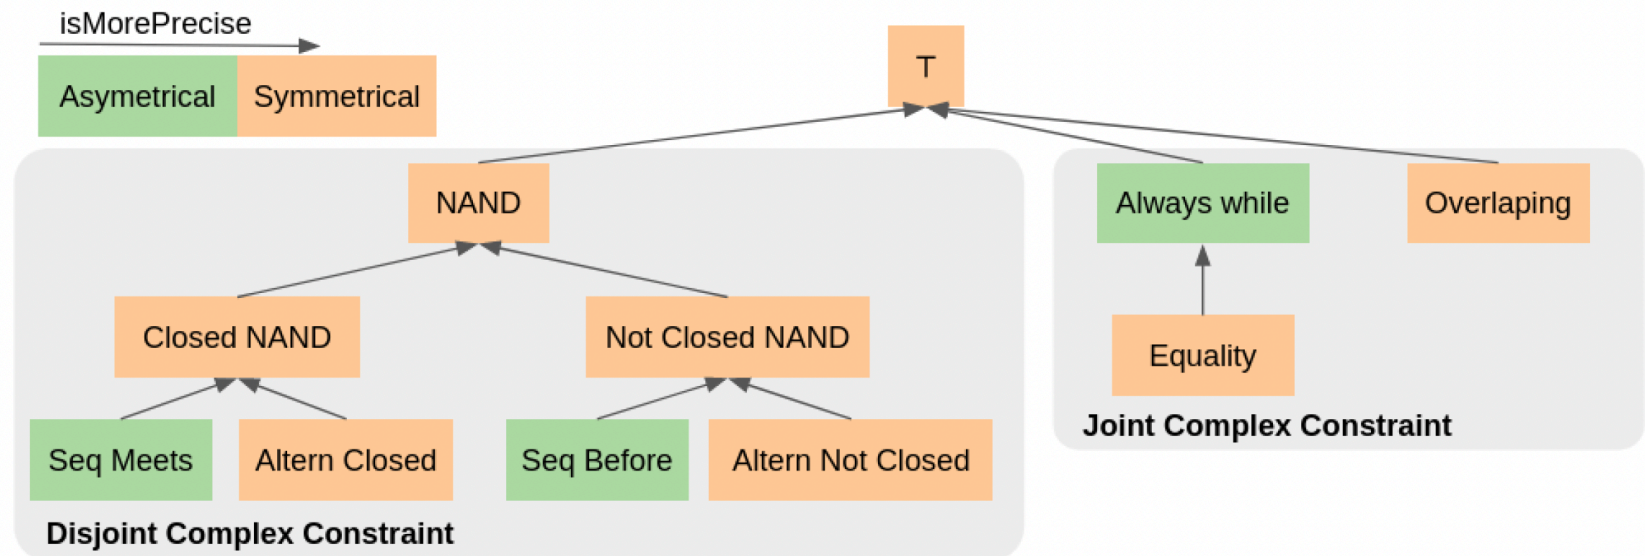 isMorePrecise
Asymetrical Symmetrical
T
NAND
Always while
Overlaping
Closed NAND
Not Closed NAND
Equality
Seq Meets
Altern Closed
Seq Before
Altern Not Closed
Joint Complex Constraint
Disjoint Complex Constraint